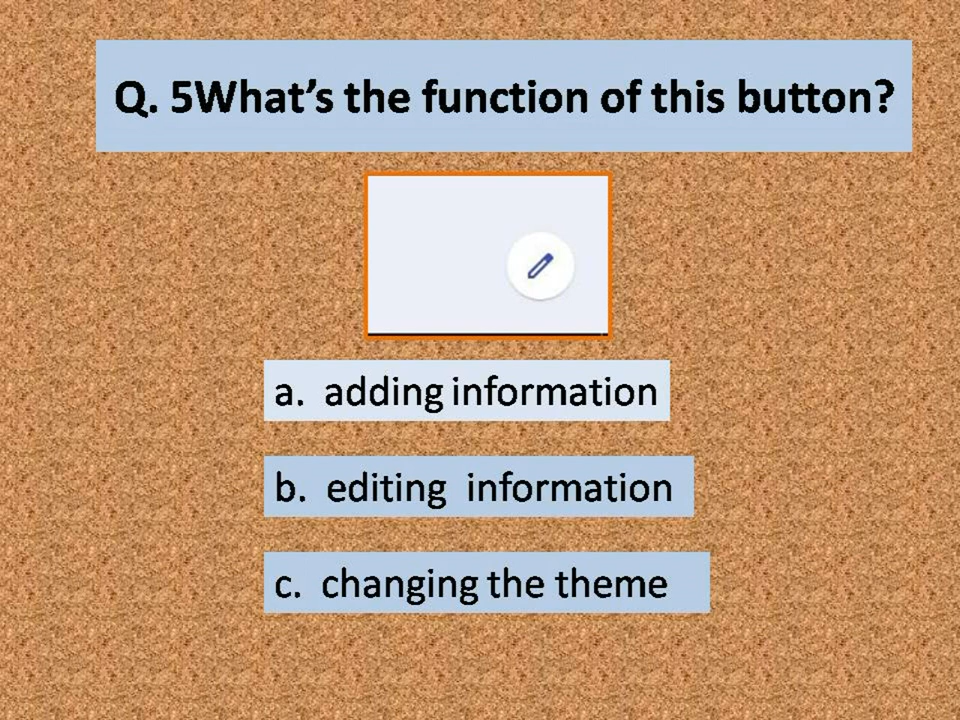 Q. 5What’s the function of this button?
a. adding information
b. editing information
c. changing the theme